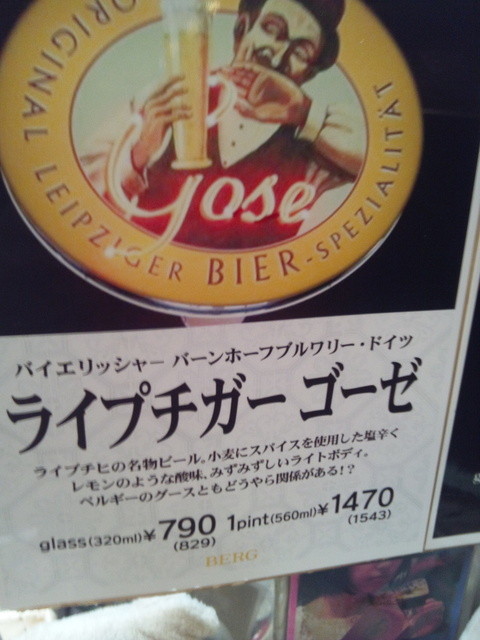 ORIGINAL LEIPZIGER BIER-SPEZIALITÄT
Gose
バイエリッシャー バーンホーフブルワリー・ドイツ
ライプチガー ゴーゼ
ライプチヒの名物ビール。小麦にスパイスを使用した塩辛く
レモンのような酸味、みずみずしいライトボディ。
ベルギーのグースともどうやら関係がある!?
glass(320ml)¥790 1pint(560ml)¥1470
(829) (1543)
BERG